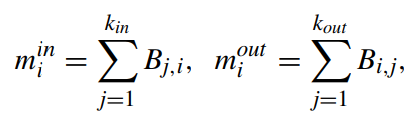 $m_i^{in} = \sum_{j=1}^{k_{in}} B_{j,i}, \; m_i^{out} = \sum_{j=1}^{k_{out}} B_{i,j},$